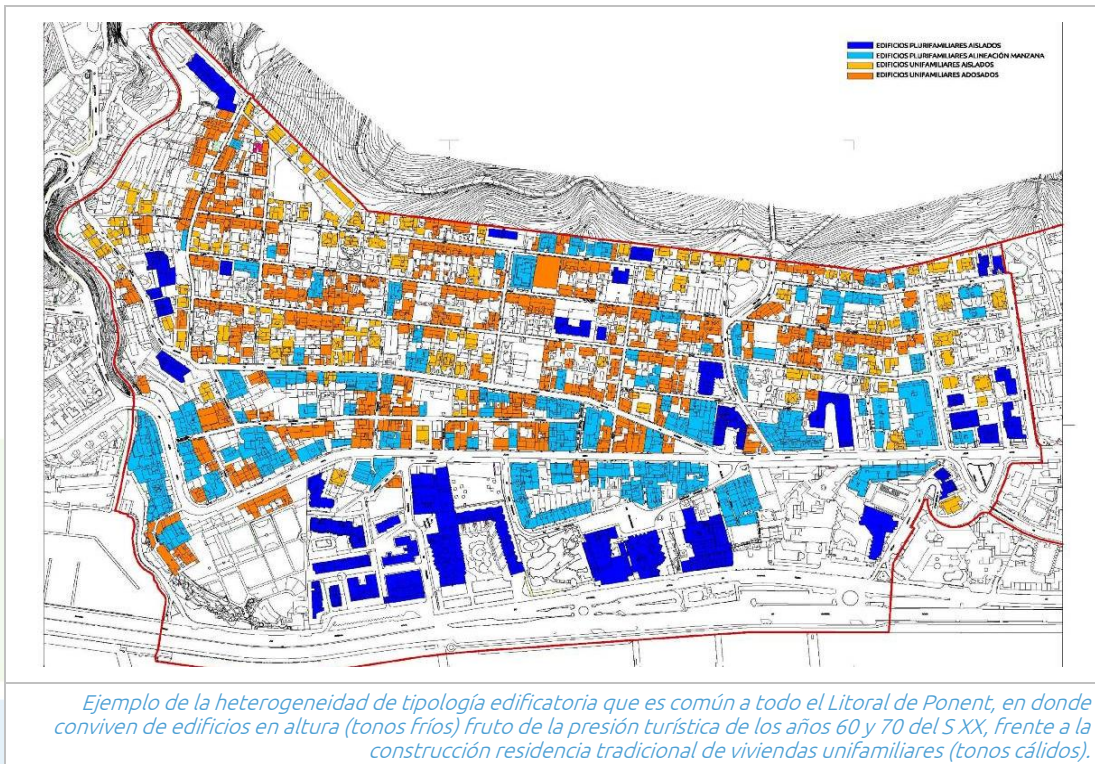 EDIFICIOS PLURIFAMILIARES AISLADOS
EDIFICIOS PLURIFAMILIARES ALINEACIÓN MANZANA
EDIFICIOS UNIFAMILIARES AISLADOS
EDIFICIOS UNIFAMILIARES ADOSADOS
Ejemplo de la heterogeneidad de tipología edificatoria que es común a todo el Litoral de Ponent, en donde
conviven de edificios en altura (tonos fríos) fruto de la presión turística de los años 60 y 70 del S XX, frente a la
construcción residencia tradicional de viviendas unifamiliares (tonos cálidos).